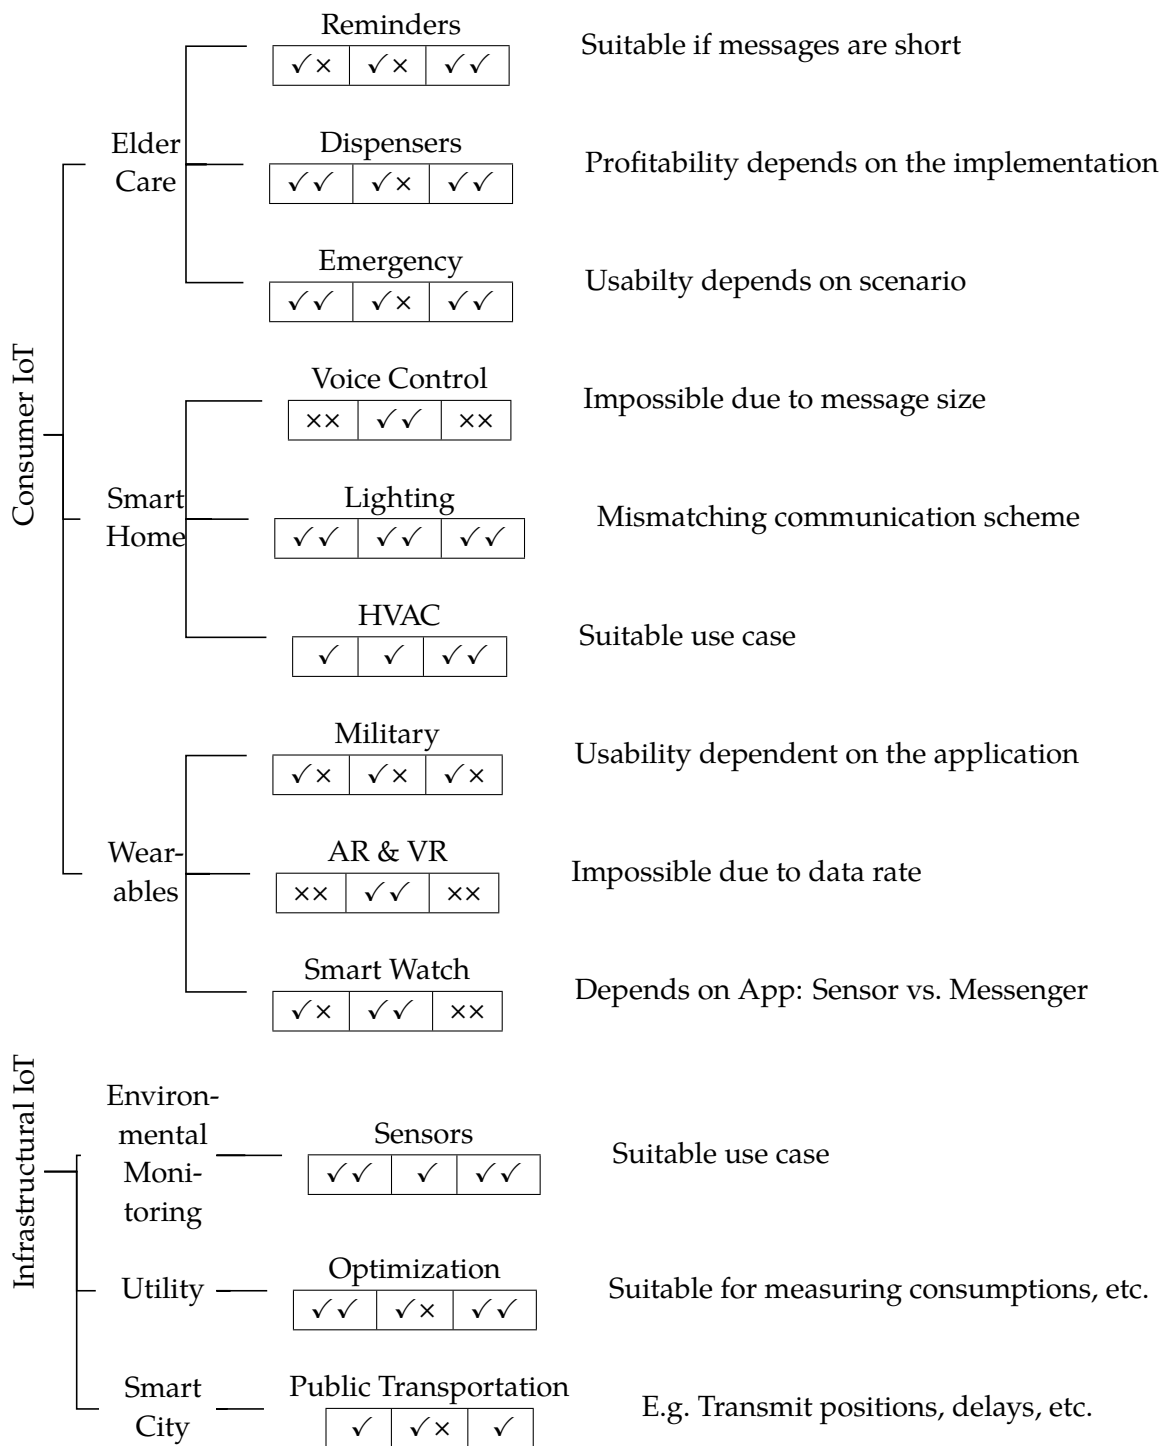 Consumer IoT
Elder
Care
Reminders
✓× ✓× ✓✓
Suitable if messages are short
Dispensers
✓✓ ✓× ✓✓
Profitability depends on the implementation
Emergency
✓✓ ✓× ✓✓
Usabilty depends on scenario
Smart
Home
Voice Control
×× ✓✓ ××
Impossible due to message size
Lighting
✓✓ ✓✓ ✓✓
Mismatching communication scheme
HVAC
✓ ✓ ✓✓
Suitable use case
Wear-
ables
Military
✓× ✓× ✓×
Usability dependent on the application
AR & VR
×× ✓✓ ××
Impossible due to data rate
Smart Watch
✓× ✓✓ ××
Depends on App: Sensor vs. Messenger
Infrastructural IoT
Environ-
mental
Moni-
toring
Sensors
✓✓ ✓ ✓✓
Suitable use case
Utility
Optimization
✓✓ ✓× ✓✓
Suitable for measuring consumptions, etc.
Smart
City
Public Transportation
✓ ✓× ✓
E.g. Transmit positions, delays, etc.